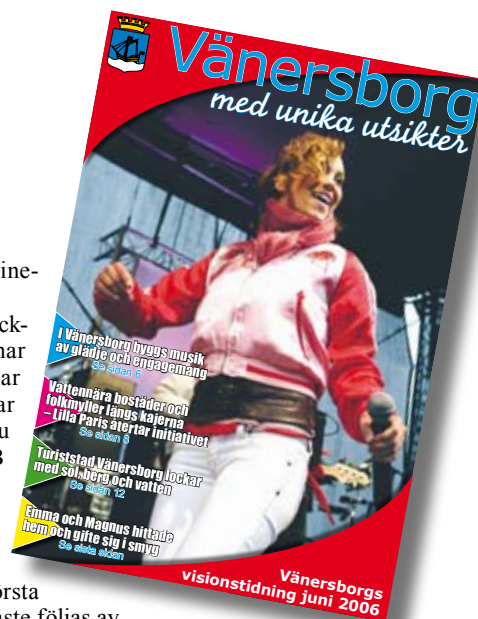 Vänersborg
med unika utsikter
I Vänersborg byggs musik
av glädje och engagemang
Se sidan 6
Vattennära bostäder och
folkmyller längs kajerna
– Lilla Paris återtar initiativet
Se sidan 8
Turiststad Vänersborg lockar
med sol, berg och vatten
Se sidan 12
Emma och Magnus hittade
hem och gifte sig i smyg
Se sista sidan
Vänersborgs
visionstidning juni 2006